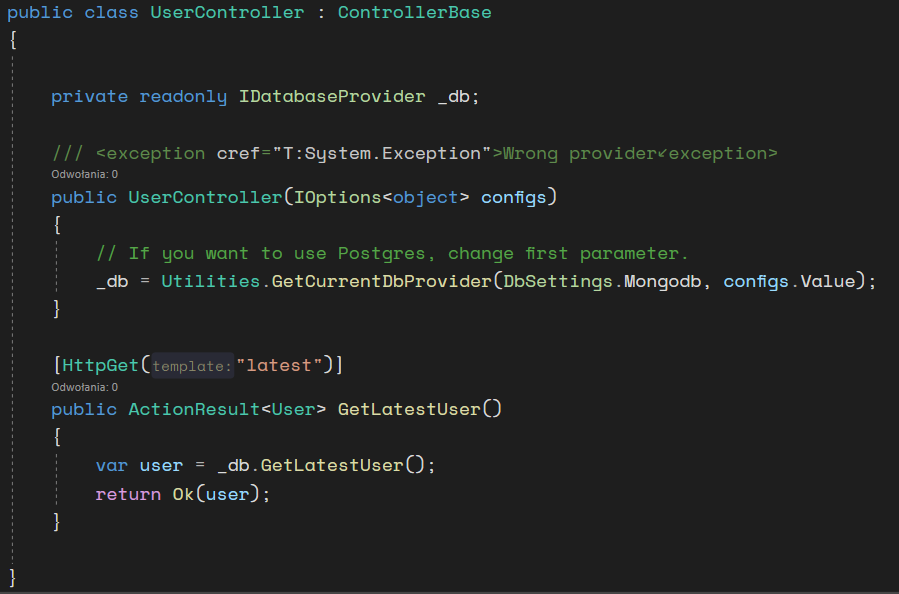 public class UserController : ControllerBase
{
private readonly IDatabaseProvider _db;
/// <exception cref="T:System.Exception">Wrong provider</exception>
Odwołania: 0
public UserController(IOptions<object> configs)
{
// If you want to use Postgres, change first parameter.
_db = Utilities.GetCurrentDbProvider(DbSettings.Mongodb, configs.Value);
}
[HttpGet(template:"latest")]
Odwołania: 0
public ActionResult<User> GetLatestUser()
{
var user = _db.GetLatestUser();
return Ok(user);
}
}